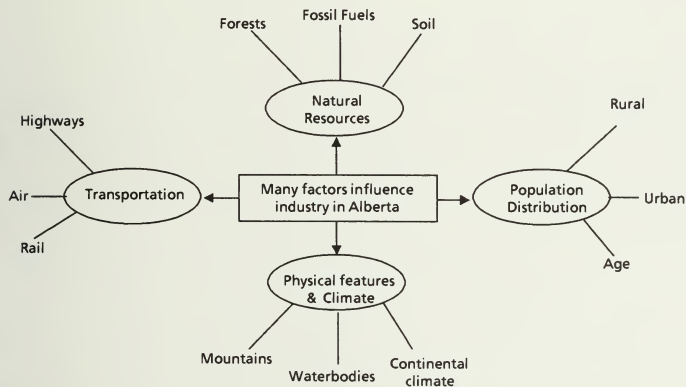 Fossil Fuels
Forests
Soil
Natural
Resources
Highways
Air
Rail
Transportation
Many factors influence
industry in Alberta
Rural
Population
Distribution
Urban
Age
Physical features
& Climate
Mountains
Waterbodies
Continental
climate